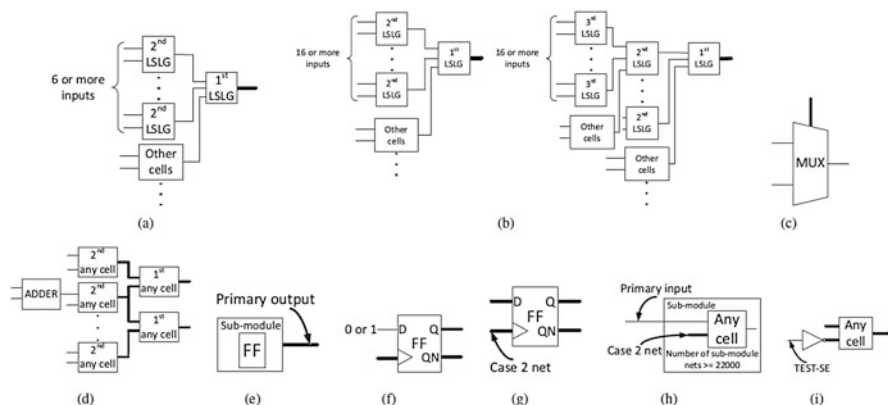 6 or more
inputs
2nd
LSLG
2nd
LSLG
1st
LSLG
Other
cells
(a)
16 or more
inputs
2nd
LSLG
2nd
LSLG
1st
LSLG
Other
cells
16 or more
inputs
3rd
LSLG
3rd
LSLG
2nd
LSLG
2nd
LSLG
1st
LSLG
Other
cells
Other
cells
(b)
MUX
(c)
ADDER
2nd
any cell
2nd
any cell
2nd
any cell
1st
any cell
1st
any cell
(d)
Primary output
Sub-module
FF
(e)
0 or 1
D Q
FF
QN
(f)
D Q
FF
QN
Case 2 net
(g)
Primary input
Sub-module
Any
cell
Case 2 net
Number of sub-module
nets >= 22000
(h)
Any
cell
TEST-SE
(i)